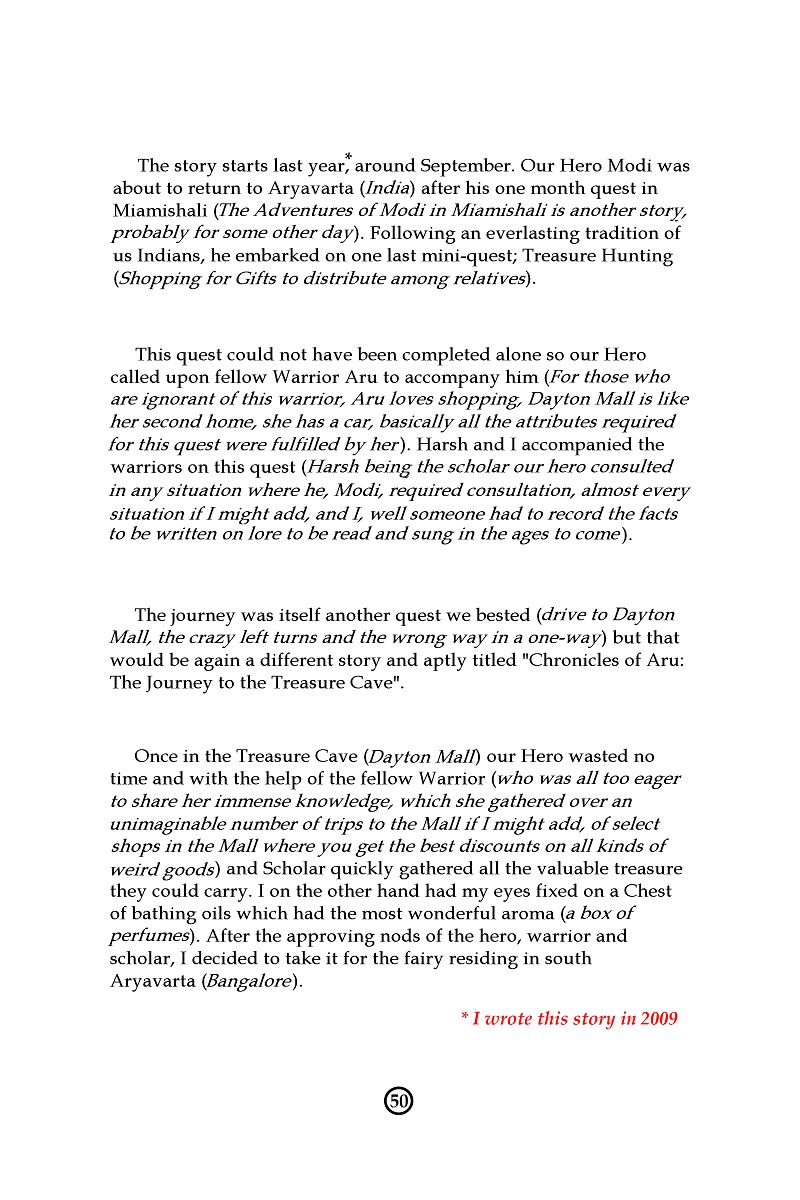 The story starts last year,* around September. Our Hero Modi was
about to return to Aryavarta (India) after his one month quest in
Miamishali (The Adventures of Modi in Miamishali is another story,
probably for some other day). Following an everlasting tradition of
us Indians, he embarked on one last mini-quest; Treasure Hunting
(Shopping for Gifts to distribute among relatives).
This quest could not have been completed alone so our Hero
called upon fellow Warrior Aru to accompany him (For those who
are ignorant of this warrior, Aru loves shopping, Dayton Mall is like
her second home, she has a car, basically all the attributes required
for this quest were fulfilled by her). Harsh and I accompanied the
warriors on this quest (Harsh being the scholar our hero consulted
in any situation where he, Modi, required consultation, almost every
situation if I might add, and I, well someone had to record the facts
to be written on lore to be read and sung in the ages to come).
The journey was itself another quest we bested (drive to Dayton
Mall, the crazy left turns and the wrong way in a one-way) but that
would be again a different story and aptly titled "Chronicles of Aru:
The Journey to the Treasure Cave".
Once in the Treasure Cave (Dayton Mall) our Hero wasted no
time and with the help of the fellow Warrior (who was all too eager
to share her immense knowledge, which she gathered over an
unimaginable number of trips to the Mall if I might add, of select
shops in the Mall where you get the best discounts on all kinds of
weird goods) and Scholar quickly gathered all the valuable treasure
they could carry. I on the other hand had my eyes fixed on a Chest
of bathing oils which had the most wonderful aroma (a box of
perfumes). After the approving nods of the hero, warrior and
scholar, I decided to take it for the fairy residing in south
Aryavarta (Bangalore).
* I wrote this story in 2009
50